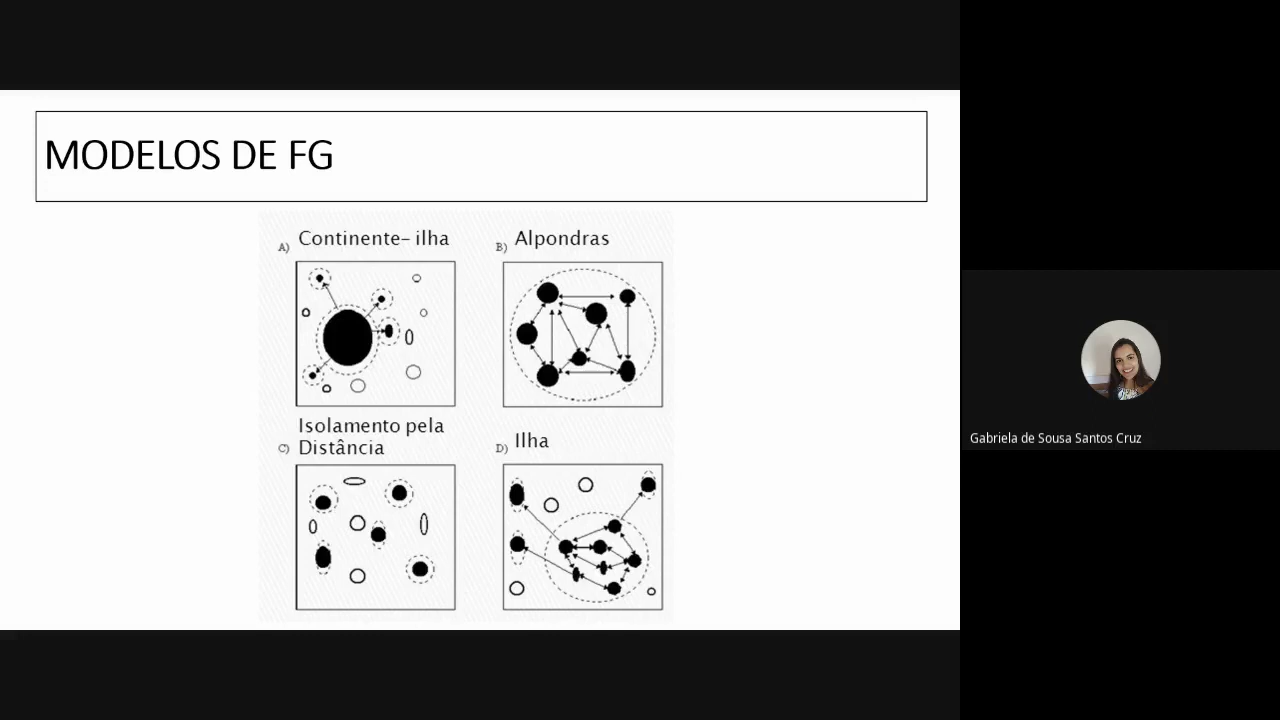 MODELOS DE FG
A) Continente- ilha
B) Alpondras
Isolamento pela
C) Distância
D) Ilha
Gabriela de Sousa Santos Cruz